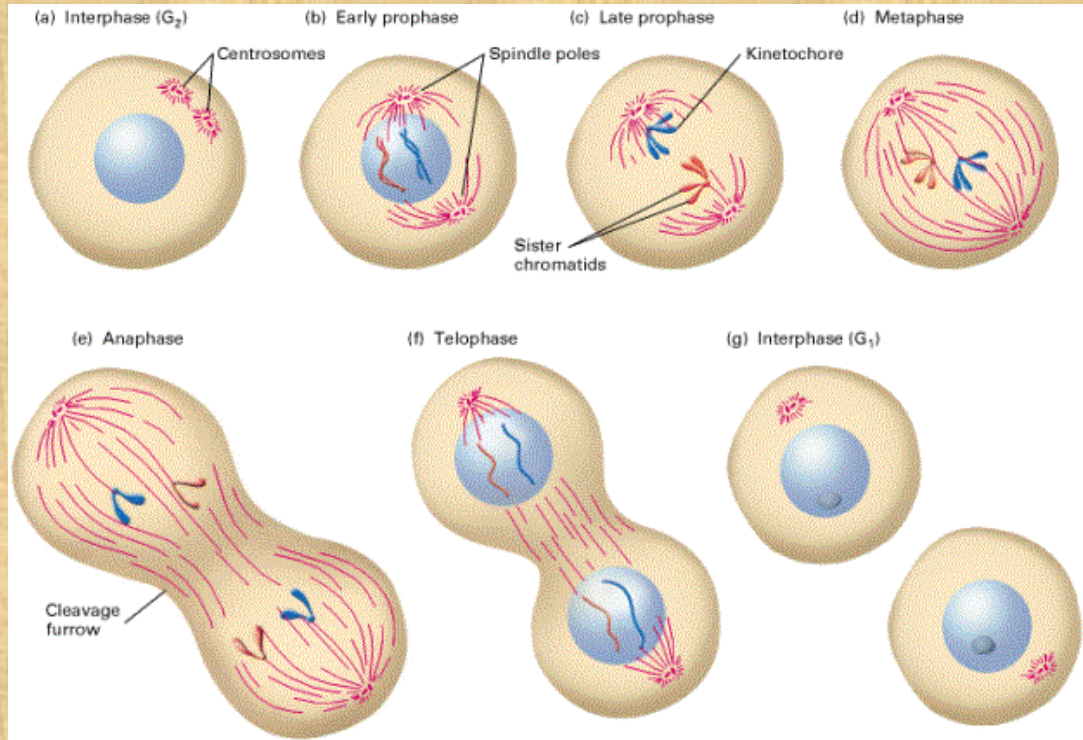 (a) Interphase (G₂)
(b) Early prophase
(c) Late prophase
(d) Metaphase
Centrosomes
Spindle poles
Kinetochore
Sister
chromatids
(e) Anaphase
(f) Telophase
(g) Interphase (G₁)
Cleavage
furrow